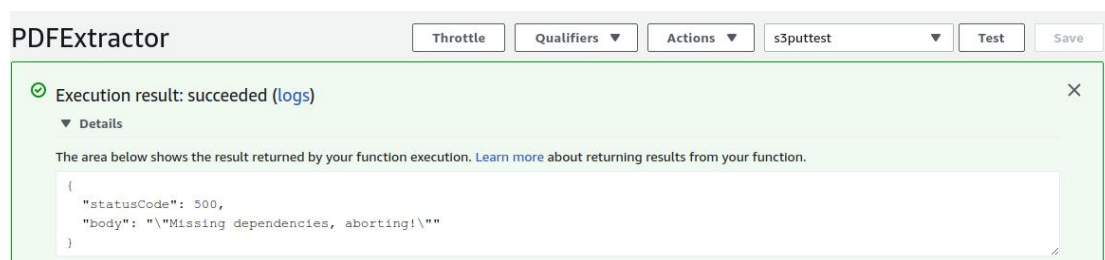 PDFExtractor
Throttle
Qualifiers
Actions
s3puttest
Test
Save
Execution result: succeeded (logs)
Details
The area below shows the result returned by your function execution. Learn more about returning results from your function.
{
"statusCode": 500,
"body": "\"Missing dependencies, aborting!\""
}